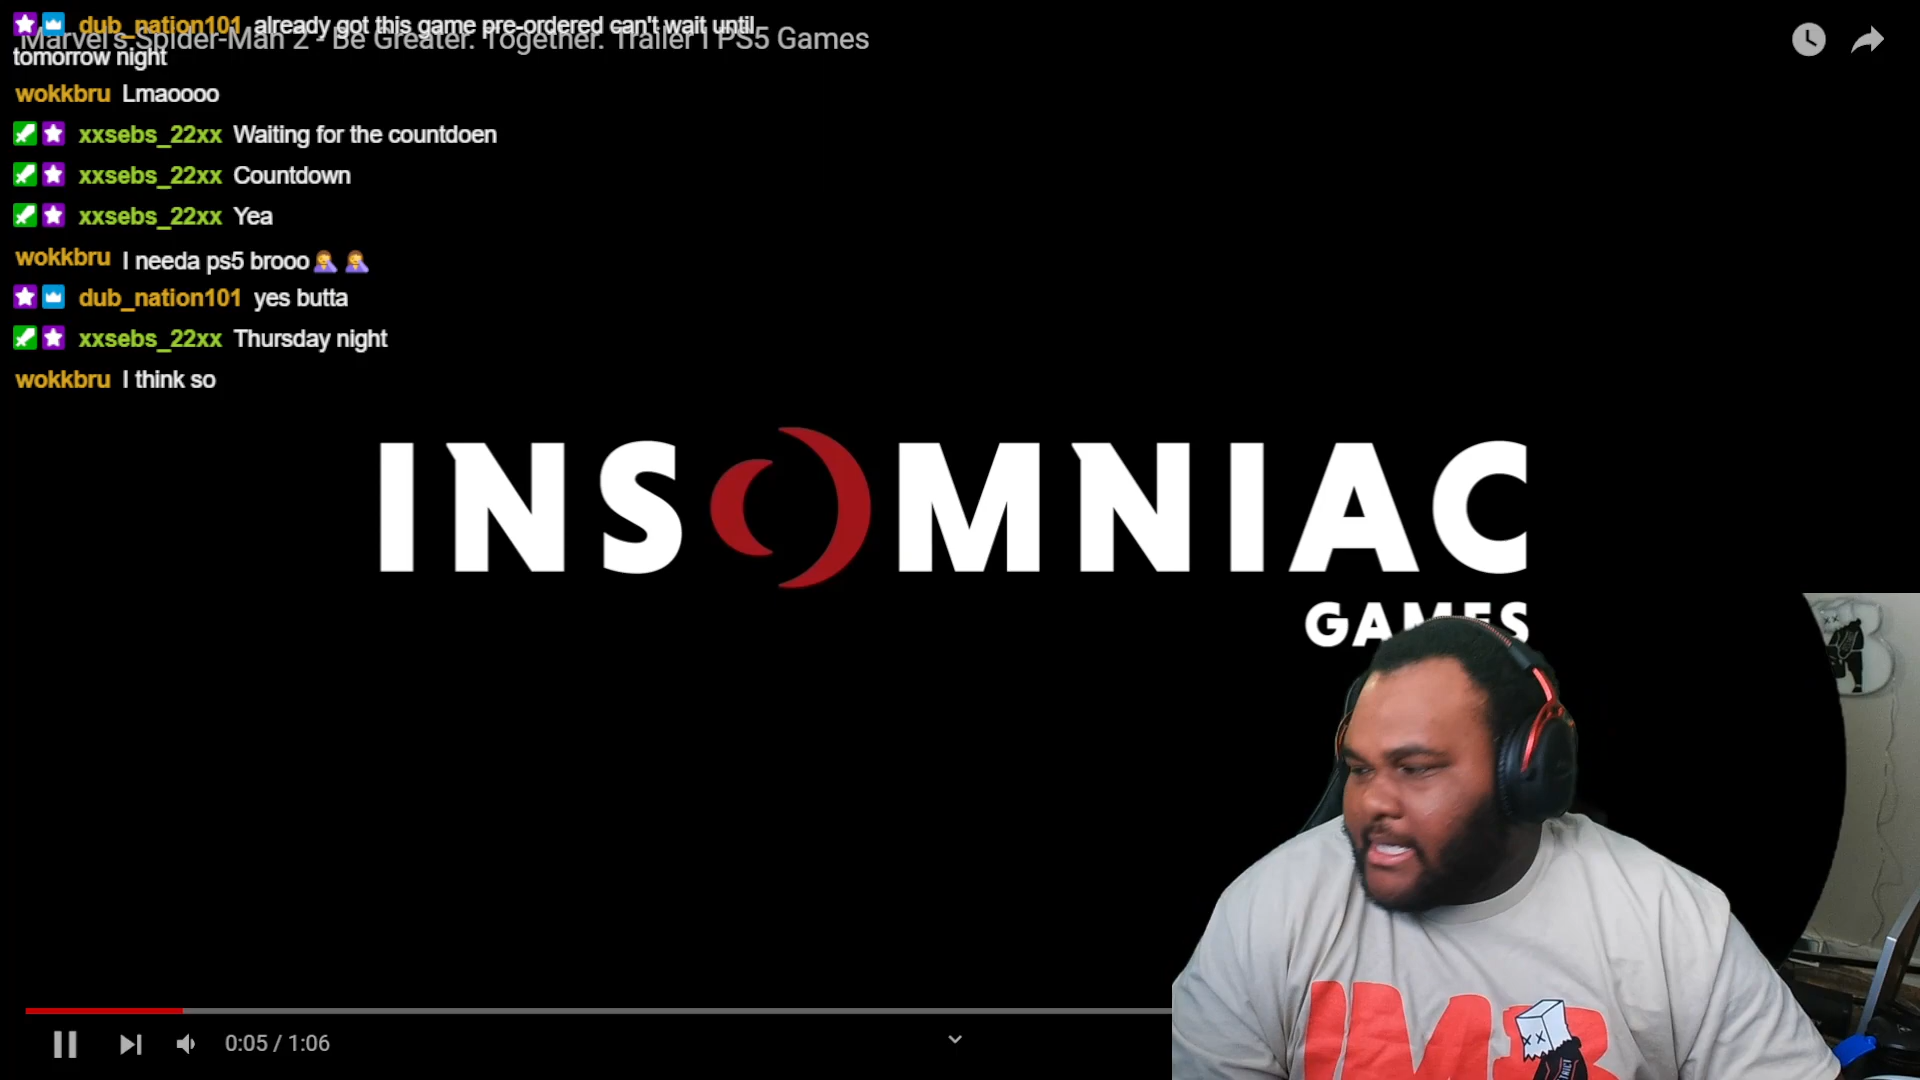 dub_nation101 already got this game pre-ordered can't wait until
Marvel's Spider-Man 2 - Be Greater. Together. Trailer I PS5 Games
tomorrow night
wokkbru Lmaoooo
xxsebs_22xx Waiting for the countdoen
xxsebs_22xx Countdown
xxsebs_22xx Yea
wokkbru I needa ps5 brooo🤦‍♀️🤦‍♀️
dub_nation101 yes butta
xxsebs_22xx Thursday night
wokkbru I think so
INSOMNIAC
GAMES
0:05 / 1:06